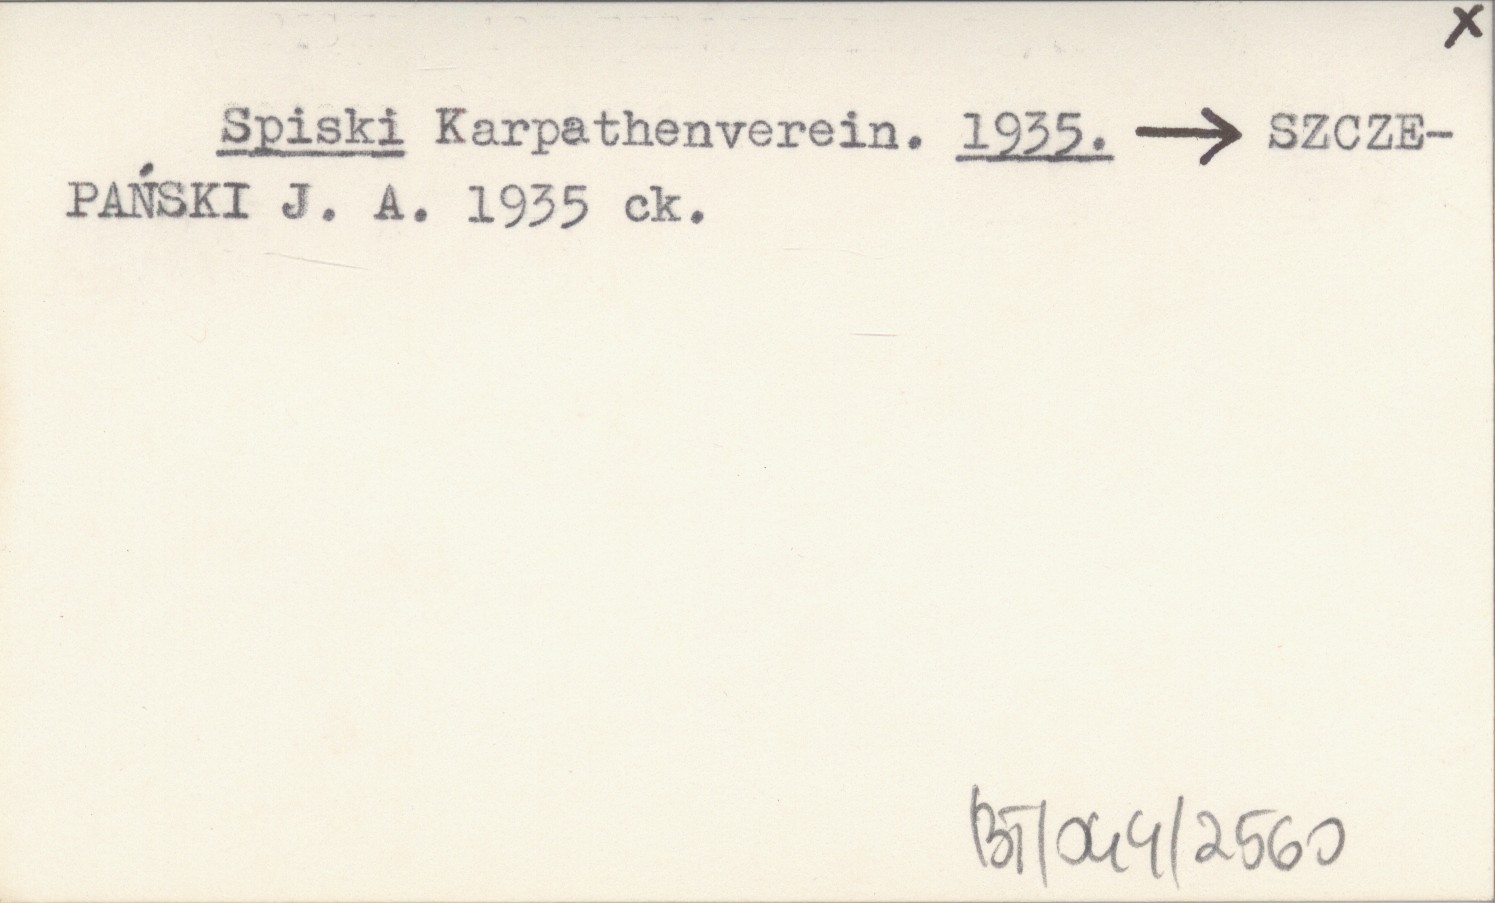 x
Spiski Karpathenverein. 1935. → SZCZE-
PAŃSKI J. A. 1935 ck.
BT/044/2560